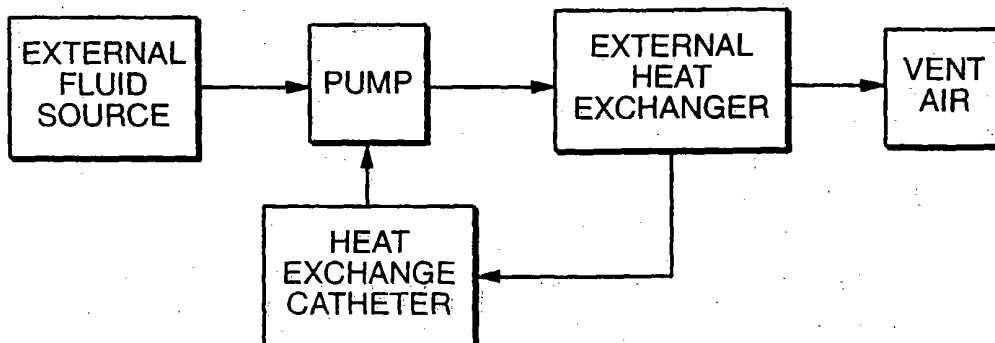 EXTERNAL
FLUID
SOURCE
PUMP
EXTERNAL
HEAT
EXCHANGER
VENT
AIR
HEAT
EXCHANGE
CATHETER